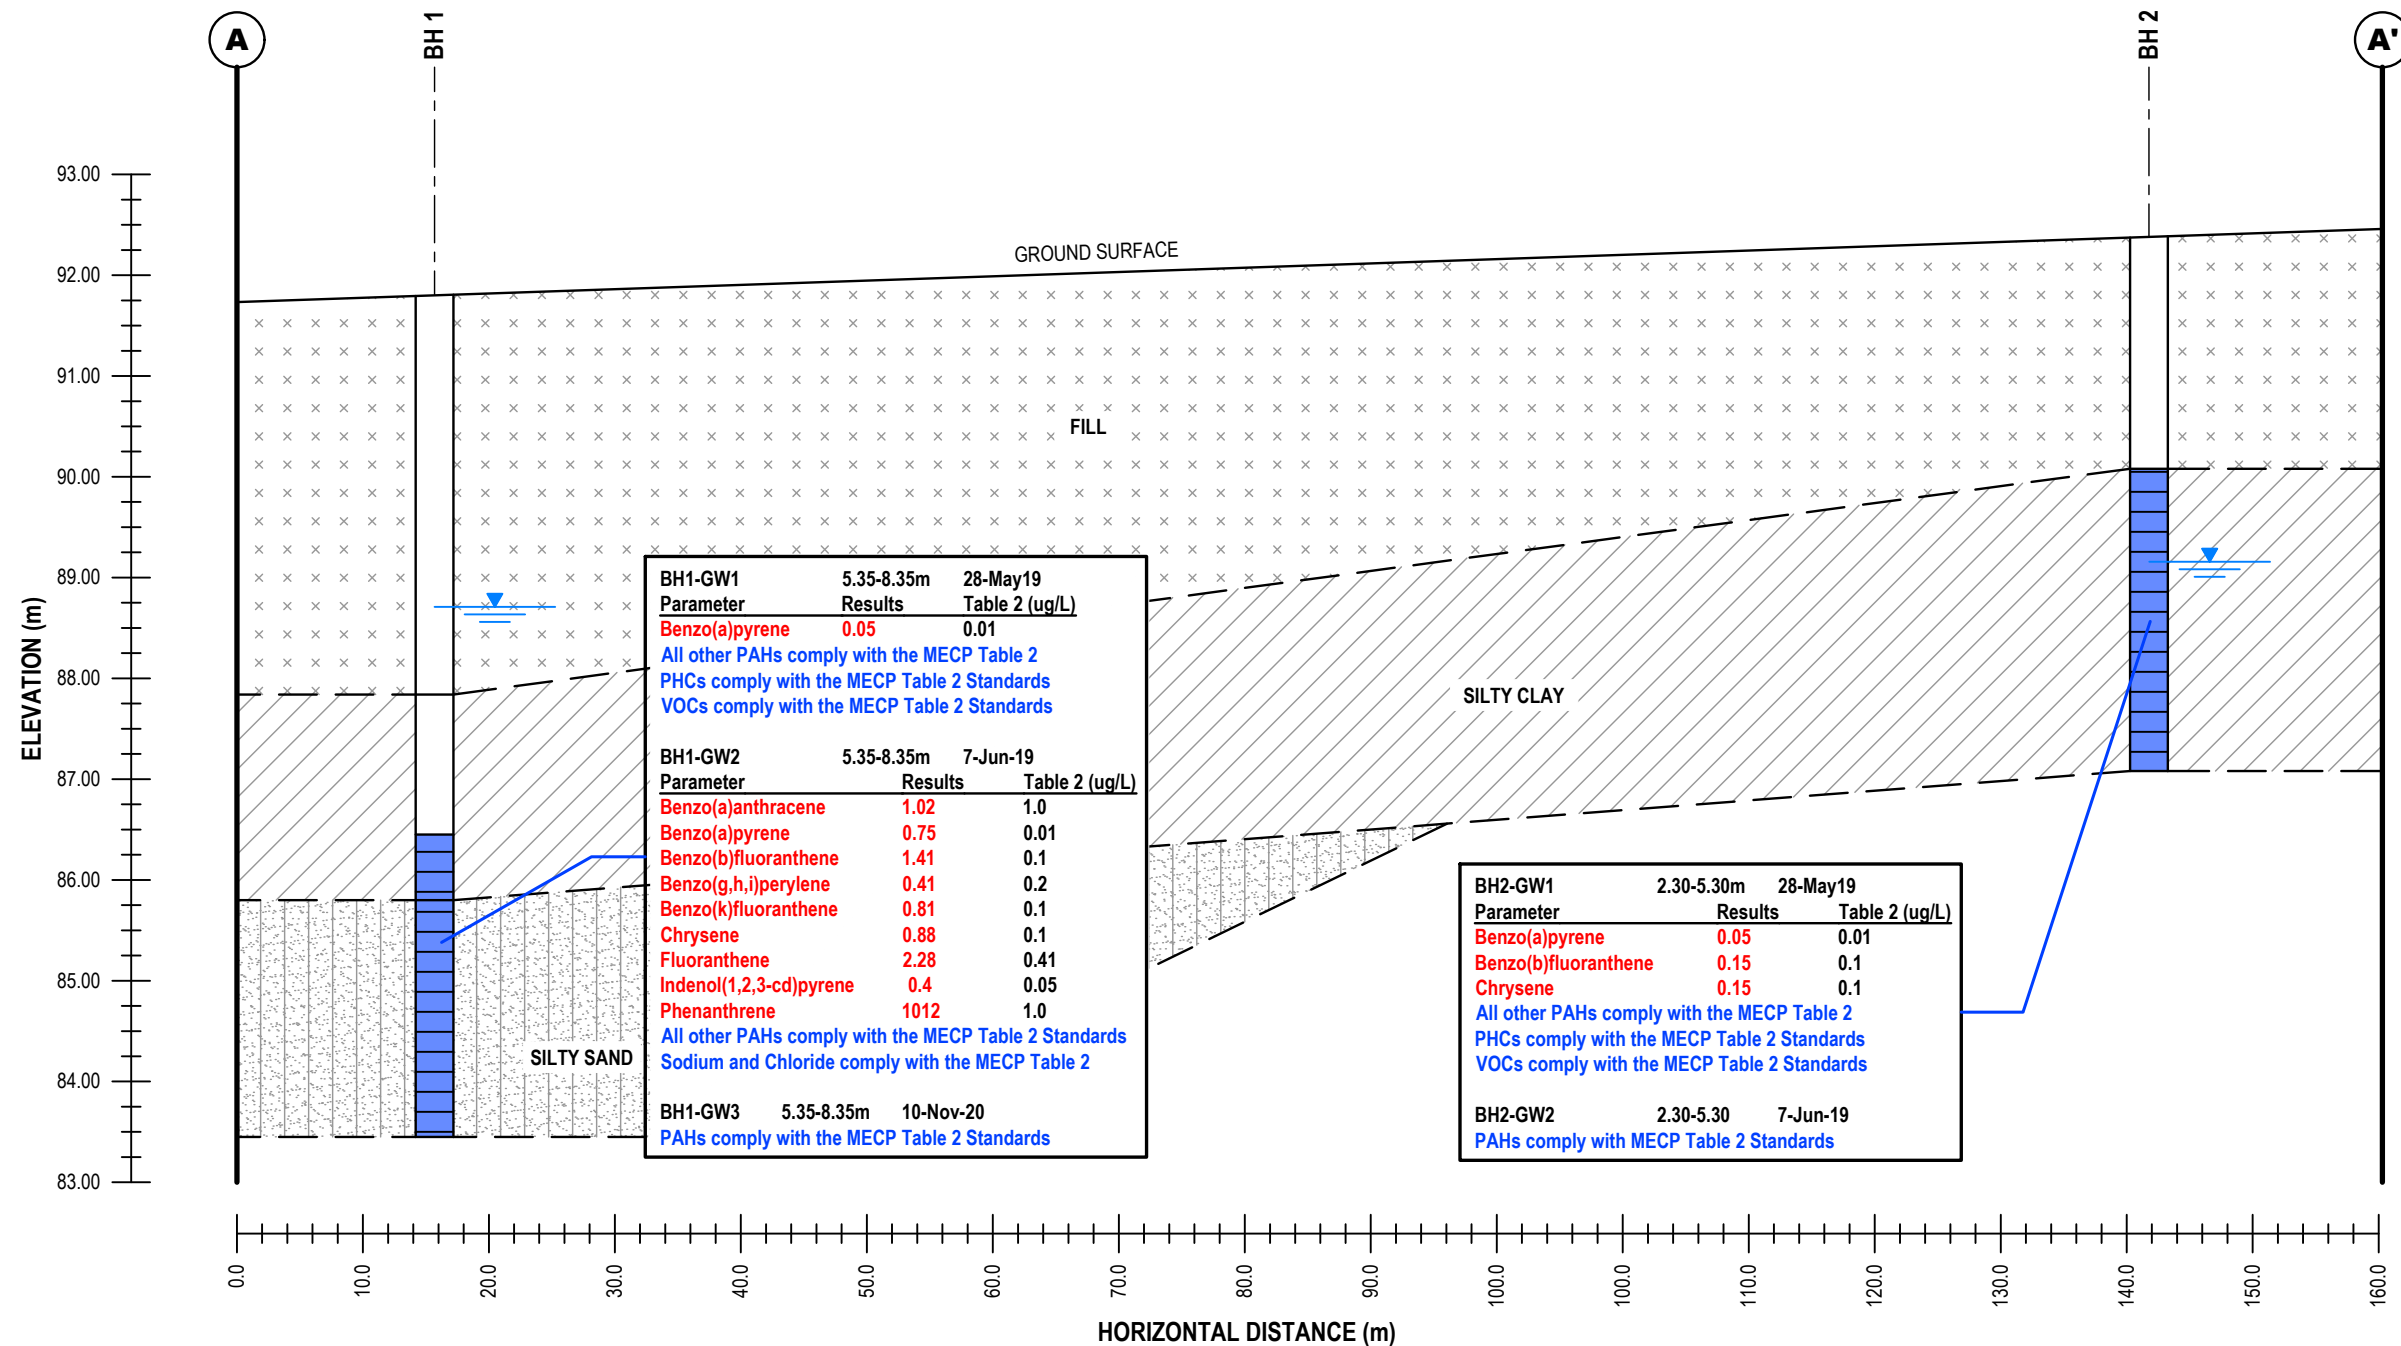 A
BH 1
BH 2
A'
ELEVATION (m)
93.00
92.00
91.00
90.00
89.00
88.00
87.00
86.00
85.00
84.00
83.00
GROUND SURFACE
FILL
SILTY CLAY
SILTY SAND
BH1-GW1 5.35-8.35m 28-May19
Parameter Results Table 2 (ug/L)
Benzo(a)pyrene 0.05 0.01
All other PAHs comply with the MECP Table 2
PHCs comply with the MECP Table 2 Standards
VOCs comply with the MECP Table 2 Standards
BH1-GW2 5.35-8.35m 7-Jun-19
Parameter Results Table 2 (ug/L)
Benzo(a)anthracene 1.02 1.0
Benzo(a)pyrene 0.75 0.01
Benzo(b)fluoranthene 1.41 0.1
Benzo(g,h,i)perylene 0.41 0.2
Benzo(k)fluoranthene 0.81 0.1
Chrysene 0.88 0.1
Fluoranthene 2.28 0.41
Indenol(1,2,3-cd)pyrene 0.4 0.05
Phenanthrene 1012 1.0
All other PAHs comply with the MECP Table 2 Standards
Sodium and Chloride comply with the MECP Table 2
BH1-GW3 5.35-8.35m 10-Nov-20
PAHs comply with the MECP Table 2 Standards
BH2-GW1 2.30-5.30m 28-May19
Parameter Results Table 2 (ug/L)
Benzo(a)pyrene 0.05 0.01
Benzo(b)fluoranthene 0.15 0.1
Chrysene 0.15 0.1
All other PAHs comply with the MECP Table 2
PHCs comply with the MECP Table 2 Standards
VOCs comply with the MECP Table 2 Standards
BH2-GW2 2.30-5.30 7-Jun-19
PAHs comply with MECP Table 2 Standards
0.0 10.0 20.0 30.0 40.0 50.0 60.0 70.0 80.0 90.0 100.0 110.0 120.0 130.0 140.0 150.0 160.0
HORIZONTAL DISTANCE (m)